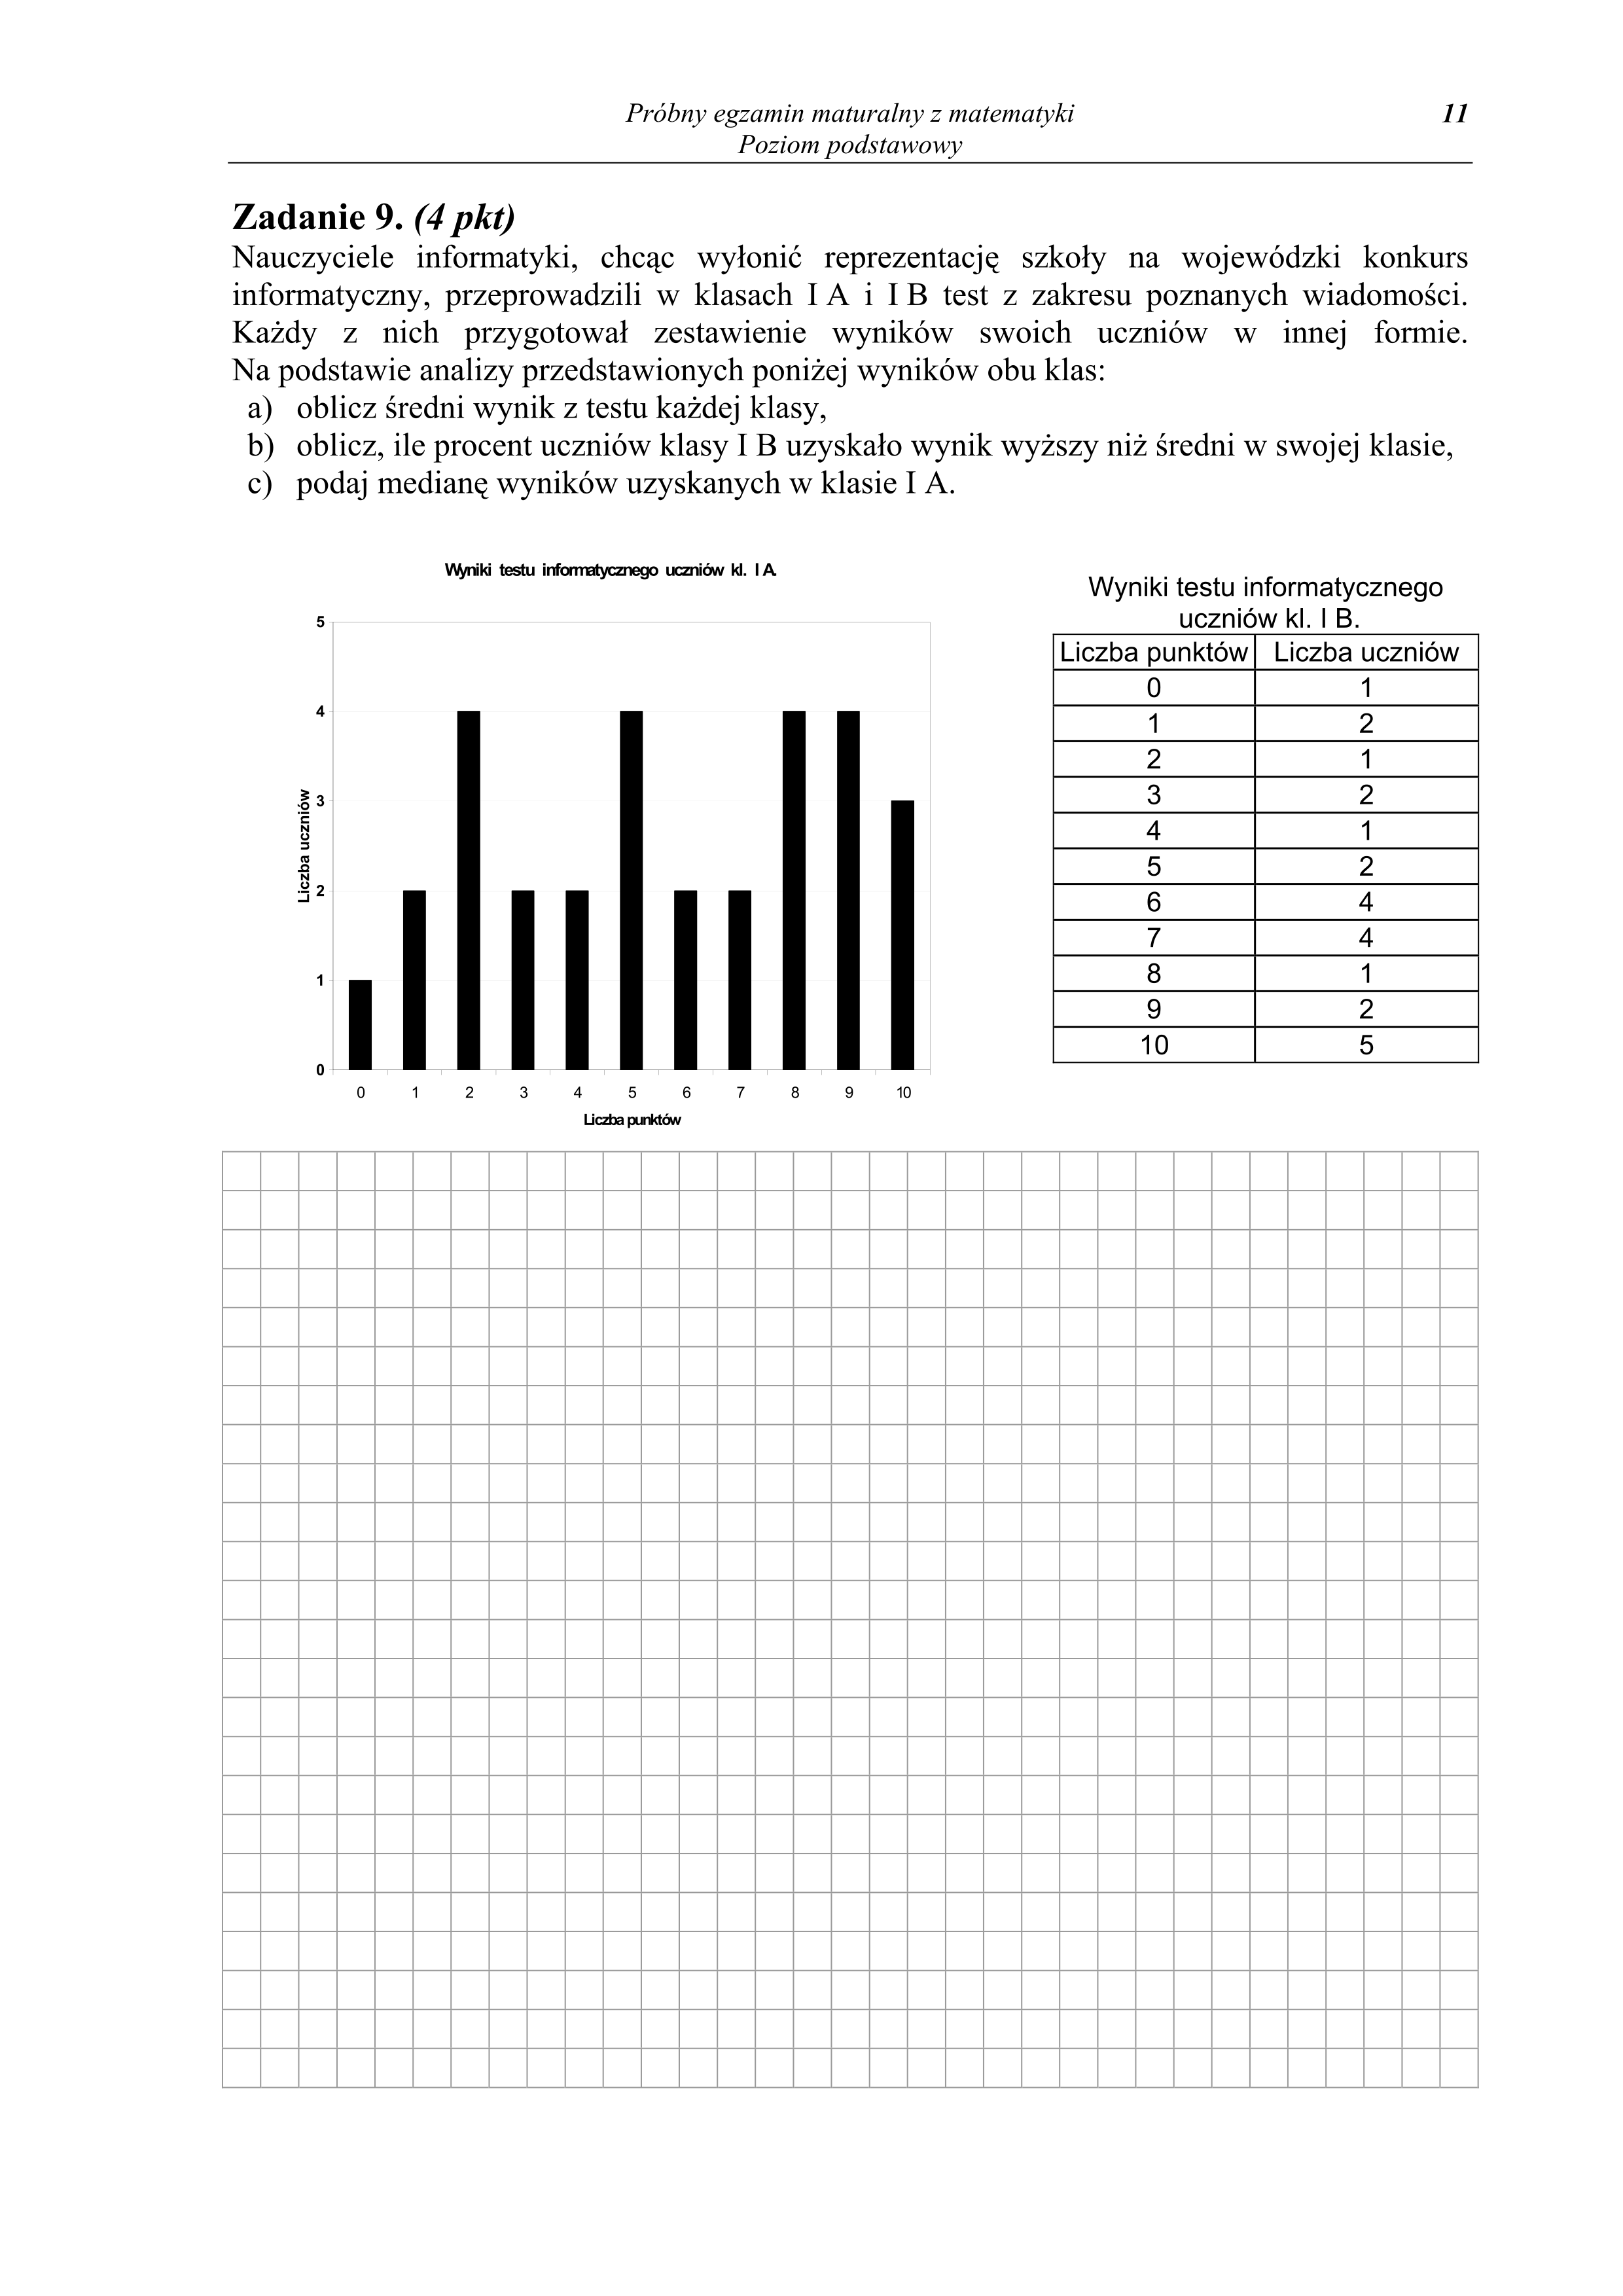 Próbny egzamin maturalny z matematyki 11
Poziom podstawowy
Zadanie 9. (4 pkt)
Nauczyciele informatyki, chcąc wyłonić reprezentację szkoły na wojewódzki konkurs
informatyczny, przeprowadzili w klasach I A i I B test z zakresu poznanych wiadomości.
Każdy z nich przygotował zestawienie wyników swoich uczniów w innej formie.
Na podstawie analizy przedstawionych poniżej wyników obu klas:
a) oblicz średni wynik z testu każdej klasy,
b) oblicz, ile procent uczniów klasy I B uzyskało wynik wyższy niż średni w swojej klasie,
c) podaj medianę wyników uzyskanych w klasie I A.
Wyniki testu informatycznego uczniów kl. I A.
5
4
3
2
1
0
Liczba uczniów
0 1 2 3 4 5 6 7 8 9 10
Liczba punktów
Wyniki testu informatycznego
uczniów kl. I B.
Liczba punktów Liczba uczniów
0 1
1 2
2 1
3 2
4 1
5 2
6 4
7 4
8 1
9 2
10 5